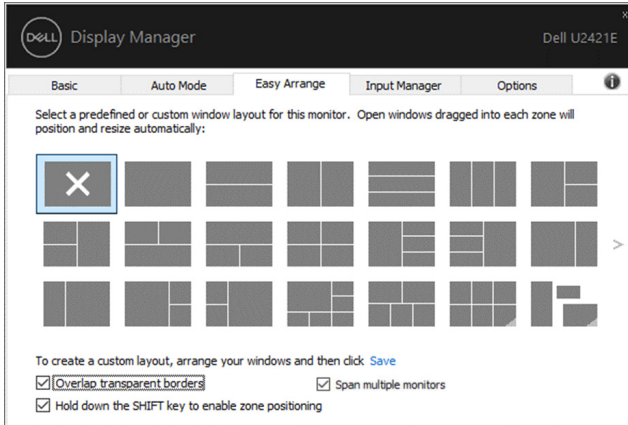 x
DELL Display Manager
Dell U2421E
Basic Auto Mode Easy Arrange Input Manager Options i
Select a predefined or custom window layout for this monitor. Open windows dragged into each zone will
position and resize automatically:
>
To create a custom layout, arrange your windows and then click Save
Overlap transparent borders Span multiple monitors
Hold down the SHIFT key to enable zone positioning